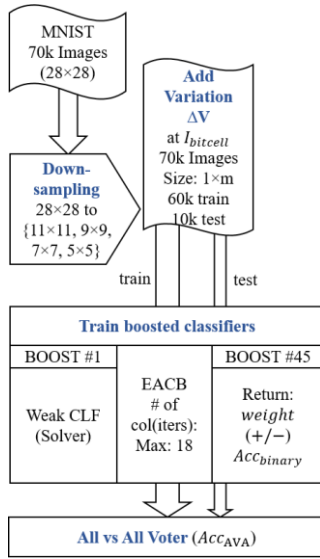 MNIST
70k Images
(28×28)
Down-
sampling
28×28 to
{11×11, 9×9,
7×7, 5×5}
Add
Variation
ΔV
at I_bitcell
70k Images
Size: 1×m
60k train
10k test
train
test
Train boosted classifiers
BOOST #1
Weak CLF
(Solver)
EACB
# of
col(iters):
Max: 18
BOOST #45
Return:
weight
(+/−)
Acc_binary
All vs All Voter (Acc_AVA)